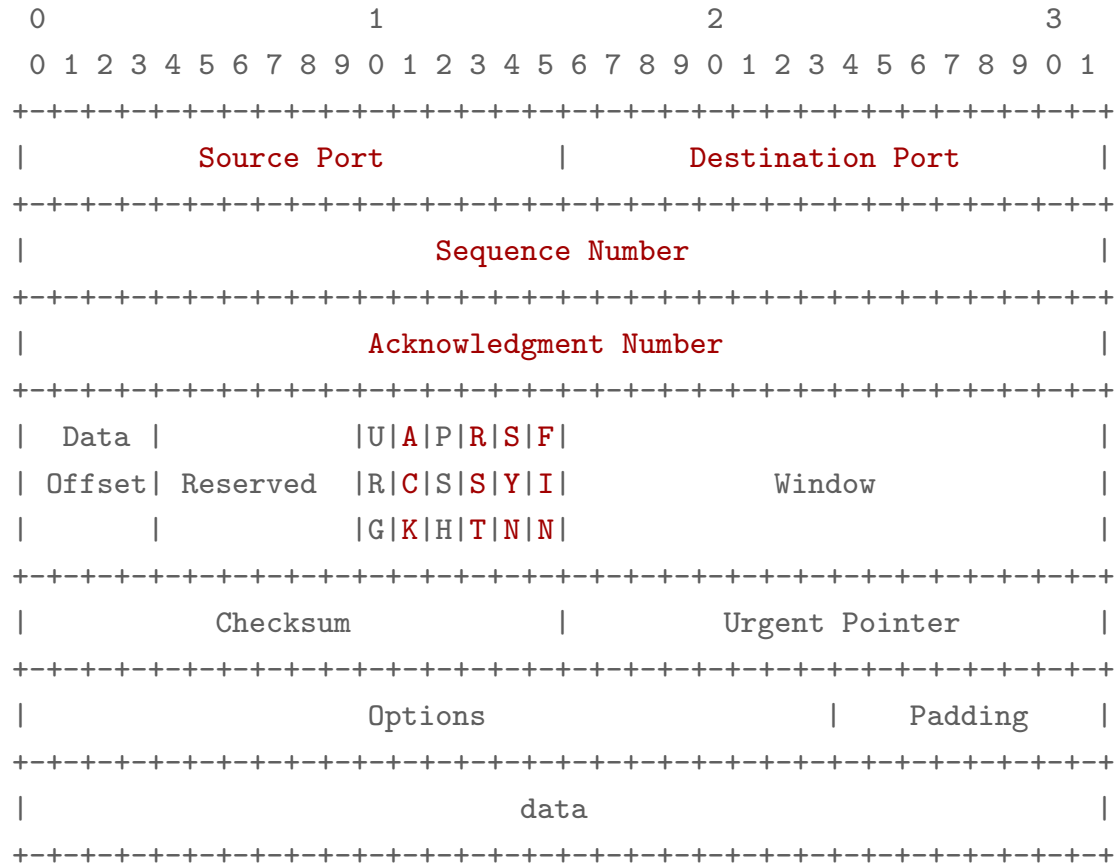 0                   1                   2                   3
 0 1 2 3 4 5 6 7 8 9 0 1 2 3 4 5 6 7 8 9 0 1 2 3 4 5 6 7 8 9 0 1
+-+-+-+-+-+-+-+-+-+-+-+-+-+-+-+-+-+-+-+-+-+-+-+-+-+-+-+-+-+-+-+-+
|          Source Port          |       Destination Port        |
+-+-+-+-+-+-+-+-+-+-+-+-+-+-+-+-+-+-+-+-+-+-+-+-+-+-+-+-+-+-+-+-+
|                        Sequence Number                        |
+-+-+-+-+-+-+-+-+-+-+-+-+-+-+-+-+-+-+-+-+-+-+-+-+-+-+-+-+-+-+-+-+
|                    Acknowledgment Number                      |
+-+-+-+-+-+-+-+-+-+-+-+-+-+-+-+-+-+-+-+-+-+-+-+-+-+-+-+-+-+-+-+-+
|  Data |           |U|A|P|R|S|F|                               |
| Offset| Reserved  |R|C|S|S|Y|I|            Window             |
|       |           |G|K|H|T|N|N|                               |
+-+-+-+-+-+-+-+-+-+-+-+-+-+-+-+-+-+-+-+-+-+-+-+-+-+-+-+-+-+-+-+-+
|           Checksum            |         Urgent Pointer        |
+-+-+-+-+-+-+-+-+-+-+-+-+-+-+-+-+-+-+-+-+-+-+-+-+-+-+-+-+-+-+-+-+
|                    Options                    |    Padding    |
+-+-+-+-+-+-+-+-+-+-+-+-+-+-+-+-+-+-+-+-+-+-+-+-+-+-+-+-+-+-+-+-+
|                             data                              |
+-+-+-+-+-+-+-+-+-+-+-+-+-+-+-+-+-+-+-+-+-+-+-+-+-+-+-+-+-+-+-+-+